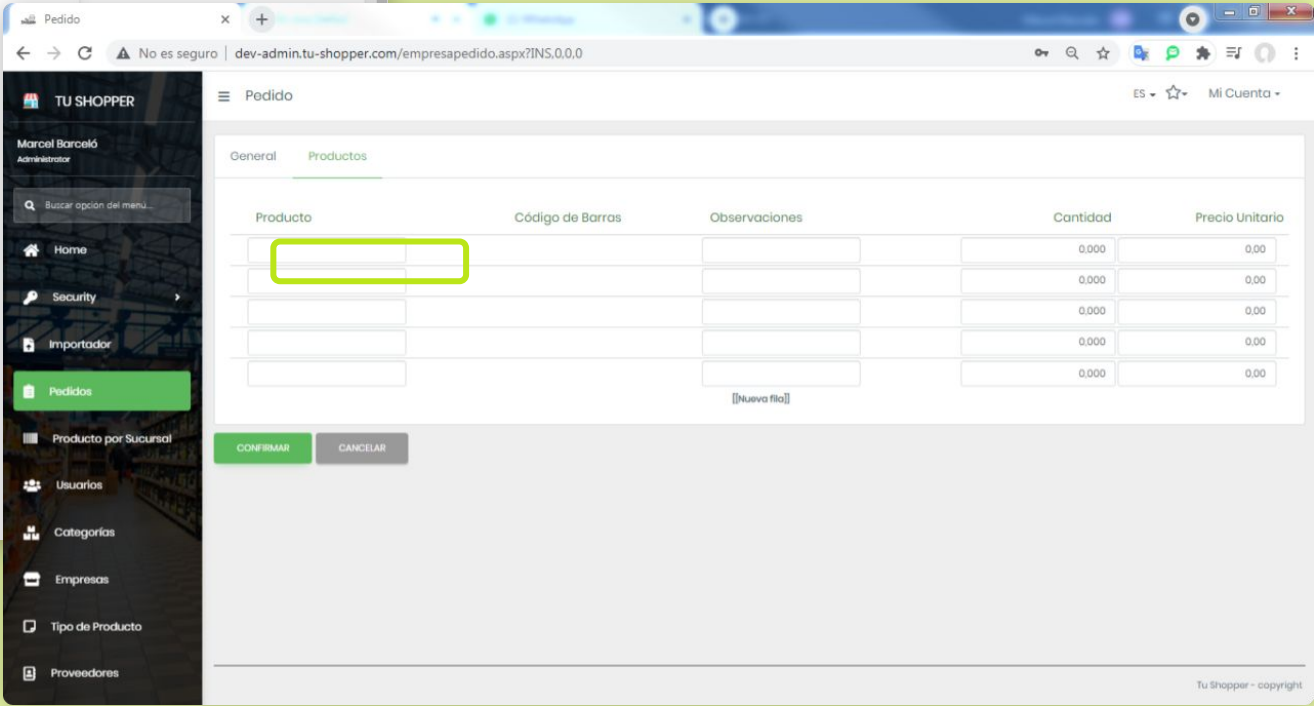 Pedido
No es seguro | dev-admin.tu-shopper.com/empresapedido.aspx?INS,0,0,0
TU SHOPPER
Pedido
ES
Mi Cuenta
Marcel Barceló
Administrator
Buscar opción del menú...
Home
Security
Importador
Pedidos
Producto por Sucursal
Usuarios
Categorías
Empresas
Tipo de Producto
Proveedores
General Productos
Producto Código de Barras Observaciones Cantidad Precio Unitario
0,000 0,00
0,000 0,00
0,000 0,00
0,000 0,00
0,000 0,00
[[Nueva fila]]
CONFIRMAR CANCELAR
Tu Shopper - copyright